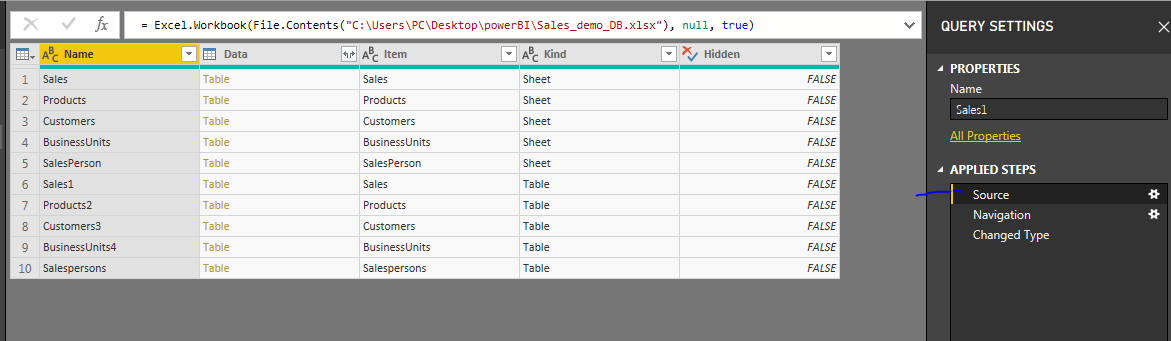 fx = Excel.Workbook(File.Contents("C:\Users\PC\Desktop\powerBI\Sales_demo_DB.xlsx"), null, true)
ABC Name Data ABC Item ABC Kind Hidden
1 Sales Table Sales Sheet FALSE
2 Products Table Products Sheet FALSE
3 Customers Table Customers Sheet FALSE
4 BusinessUnits Table BusinessUnits Sheet FALSE
5 SalesPerson Table SalesPerson Sheet FALSE
6 Sales1 Table Sales Table FALSE
7 Products2 Table Products Table FALSE
8 Customers3 Table Customers Table FALSE
9 BusinessUnits4 Table BusinessUnits Table FALSE
10 Salespersons Table Salespersons Table FALSE
QUERY SETTINGS
PROPERTIES
Name
Sales1
All Properties
APPLIED STEPS
Source
Navigation
Changed Type